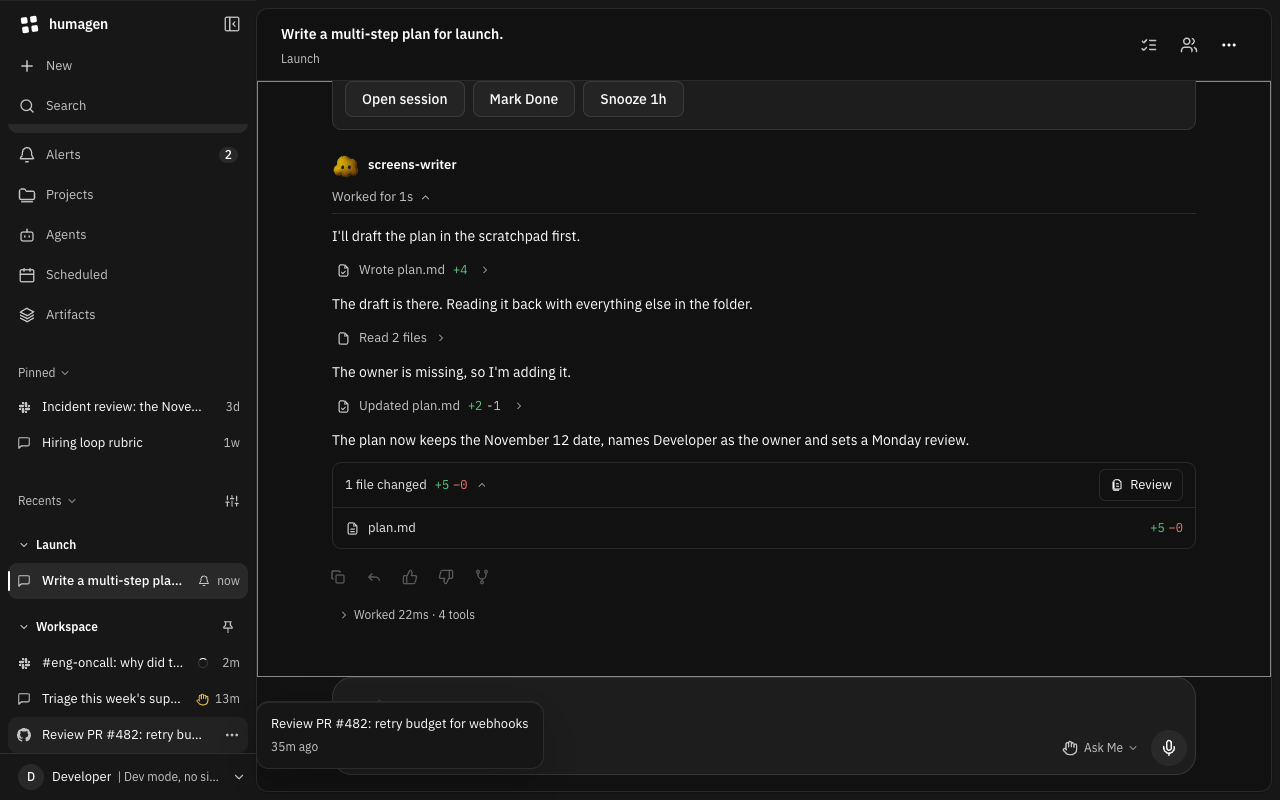 humagen
New
Search
Alerts 2
Projects
Agents
Scheduled
Artifacts
Pinned
Incident review: the Nove... 3d
Hiring loop rubric 1w
Recents
Launch
Write a multi-step pla... now
Workspace
#eng-oncall: why did t... 2m
Triage this week's sup... 13m
Review PR #482: retry bu...
D Developer | Dev mode, no si...
Write a multi-step plan for launch.
Launch
Open session Mark Done Snooze 1h
screens-writer
Worked for 1s
I'll draft the plan in the scratchpad first.
Wrote plan.md +4
The draft is there. Reading it back with everything else in the folder.
Read 2 files
The owner is missing, so I'm adding it.
Updated plan.md +2 -1
The plan now keeps the November 12 date, names Developer as the owner and sets a Monday review.
1 file changed +5 −0 Review
plan.md +5 −0
Worked 22ms · 4 tools
Review PR #482: retry budget for webhooks
35m ago
Ask Me